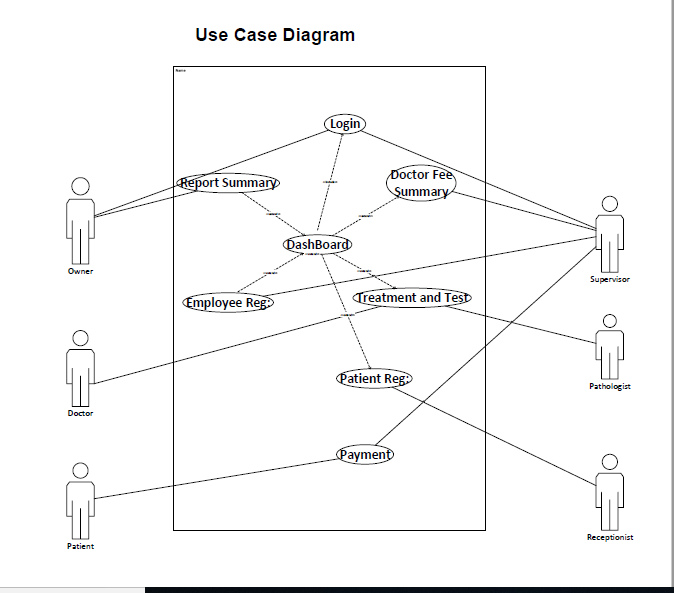 Use Case Diagram
Name
Login
Report Summary
Doctor Fee
Summary
DashBoard
Owner
Supervisor
Employee Reg:
Treatment and Test
Patient Reg:
Pathologist
Doctor
Payment
Patient
Receptionist